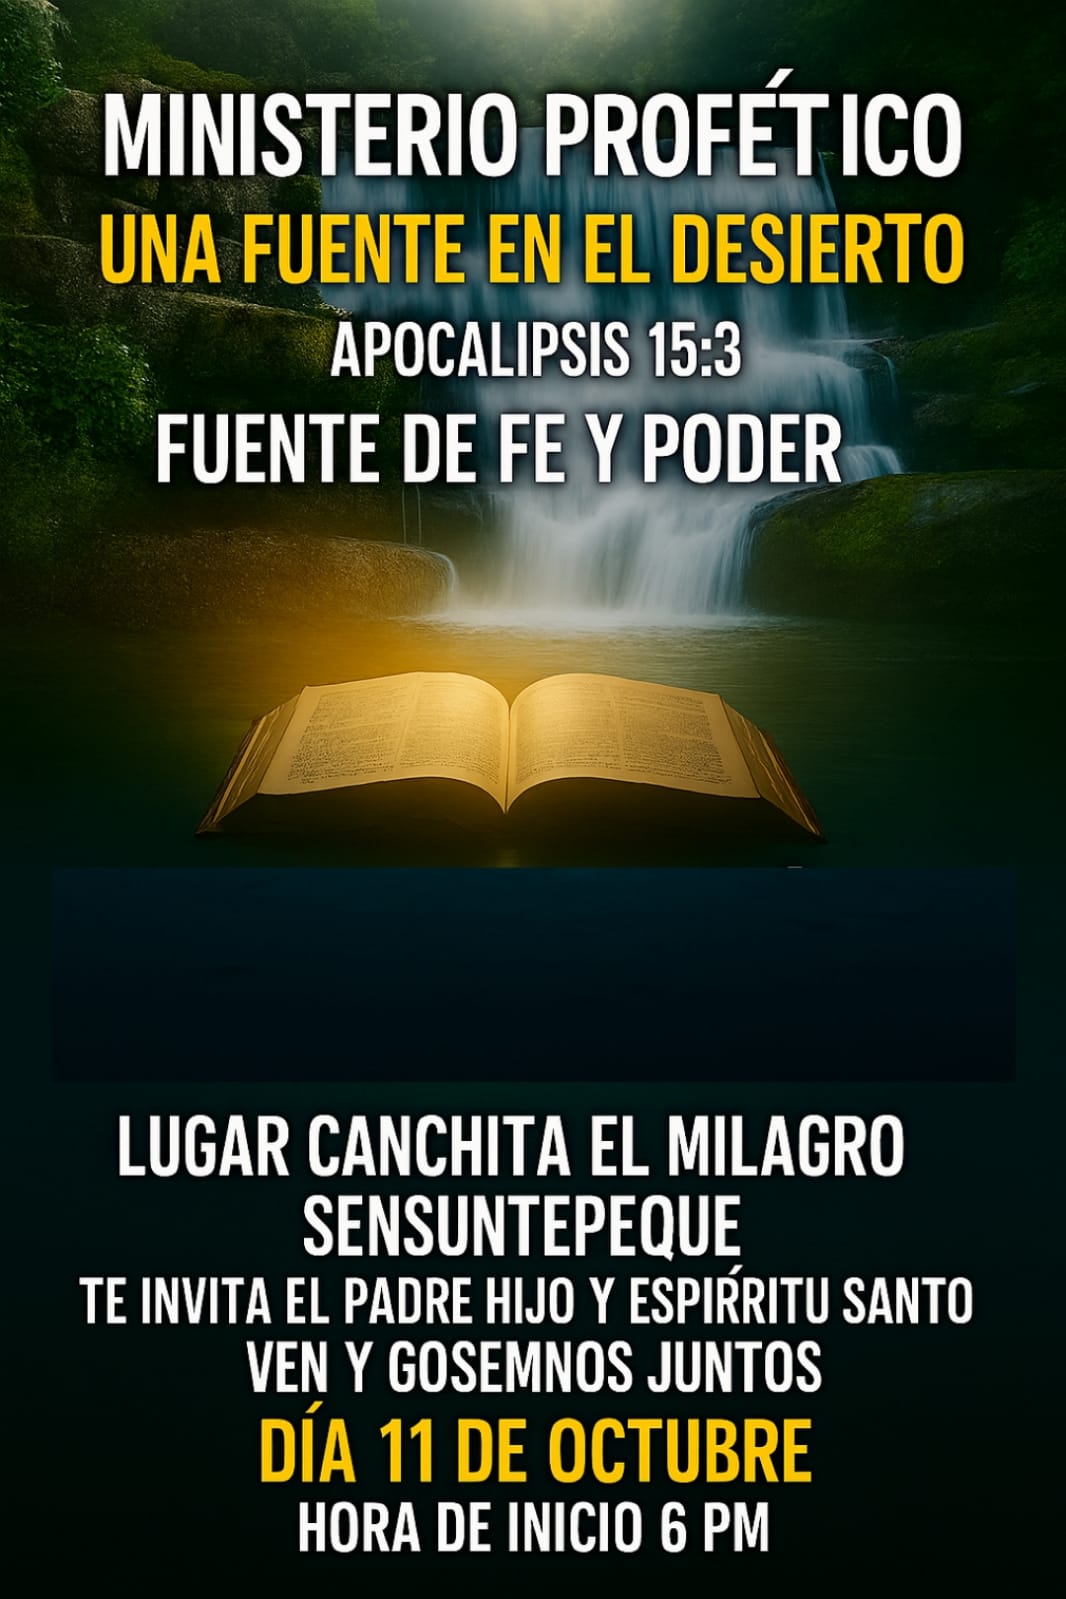 MINISTERIO PROFÉTICO
UNA FUENTE EN EL DESIERTO
APOCALIPSIS 15:3
FUENTE DE FE Y PODER
LUGAR CANCHITA EL MILAGRO
SENSUNTEPEQUE
TE INVITA EL PADRE HIJO Y ESPIŔRITU SANTO
VEN Y GOSEMNOS JUNTOS
DÍA 11 DE OCTUBRE
HORA DE INICIO 6 PM